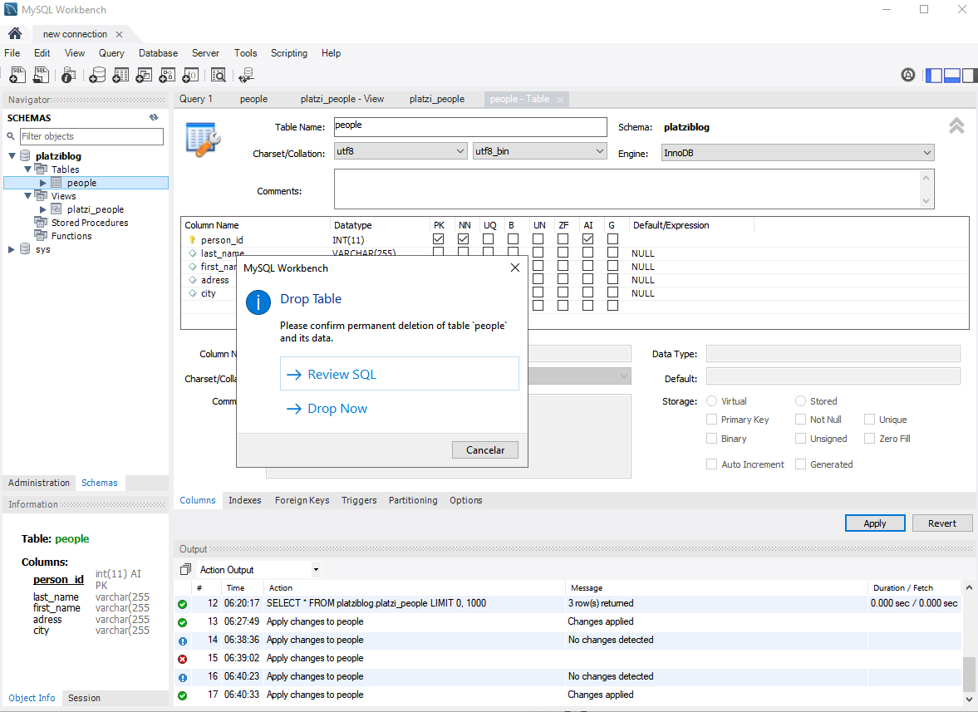 MySQL Workbench
new connection
File Edit View Query Database Server Tools Scripting Help
Navigator
SCHEMAS
Filter objects
platziblog
Tables
people
Views
platzi_people
Stored Procedures
Functions
sys
Administration Schemas
Information
Table: people
Columns:
person_id int(11) AI
PK
last_name varchar(255
first_name varchar(255
adress varchar(255
city varchar(255
Object Info Session
Query 1 people platzi_people - View platzi_people people - Table
Table Name: people Schema: platziblog
Charset/Collation: utf8 utf8_bin Engine: InnoDB
Comments:
Column Name Datatype PK NN UQ B UN ZF AI G Default/Expression
person_id INT(11)
last_name VARCHAR(255) NULL
first_nam NULL
adress NULL
city NULL
MySQL Workbench
Drop Table
Please confirm permanent deletion of table `people`
and its data.
Review SQL
Drop Now
Cancelar
Column N Data Type:
Charset/Colla Default:
Comm Storage: Virtual Stored
Primary Key Not Null Unique
Binary Unsigned Zero Fill
Auto Increment Generated
Columns Indexes Foreign Keys Triggers Partitioning Options
Apply Revert
Output
Action Output
# Time Action Message Duration / Fetch
12 06:20:17 SELECT * FROM platziblog.platzi_people LIMIT 0, 1000 3 row(s) returned 0.000 sec / 0.000 sec
13 06:27:49 Apply changes to people Changes applied
14 06:38:36 Apply changes to people No changes detected
15 06:39:02 Apply changes to people
16 06:40:23 Apply changes to people No changes detected
17 06:40:33 Apply changes to people Changes applied